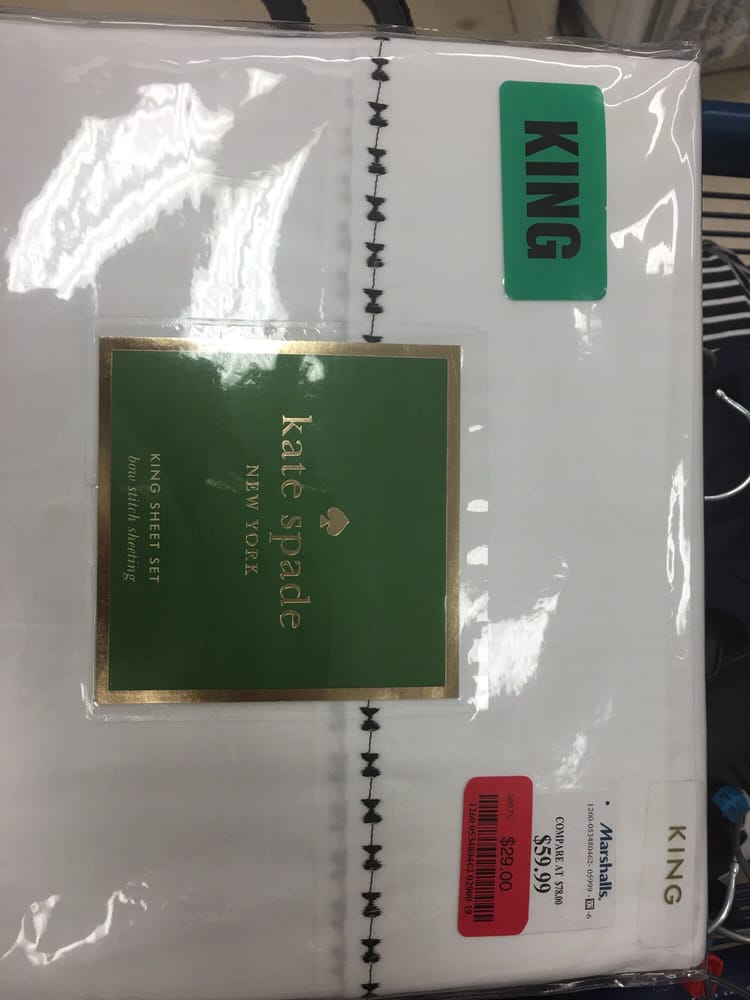 KING
kate spade
NEW YORK
KING SHEET SET
bow stitch sheeting
KING
Marshalls.
COMPARE AT $78.00
$59.99
$29.00